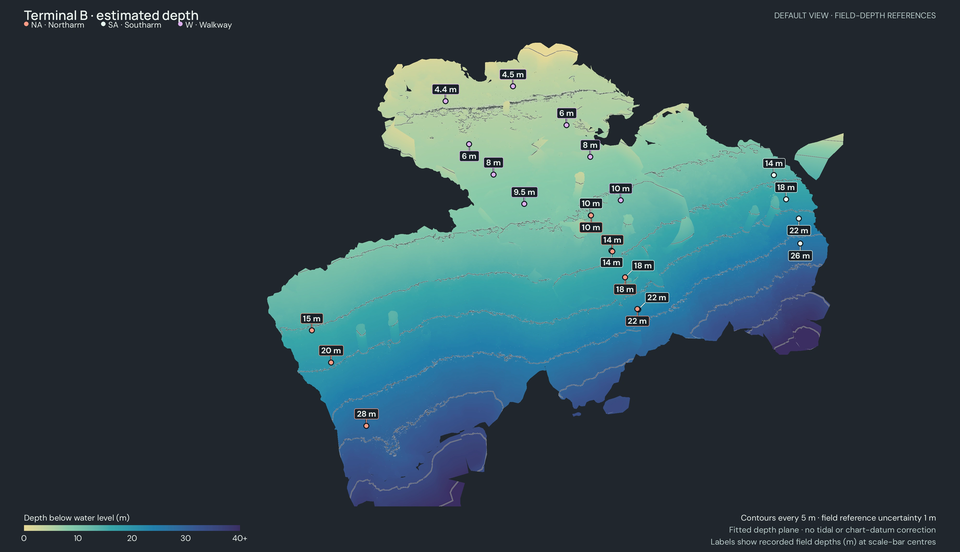 Terminal B · estimated depth
NA · Northarm SA · Southarm W · Walkway
DEFAULT VIEW · FIELD-DEPTH REFERENCES
4.5 m
4.4 m
6 m
8 m
6 m
8 m
14 m
18 m
10 m
9.5 m
10 m
10 m
22 m
14 m
26 m
14 m
18 m
18 m
22 m
15 m
22 m
20 m
28 m
Depth below water level (m)
0 10 20 30 40+
Contours every 5 m · field reference uncertainty 1 m
Fitted depth plane · no tidal or chart-datum correction
Labels show recorded field depths (m) at scale-bar centres